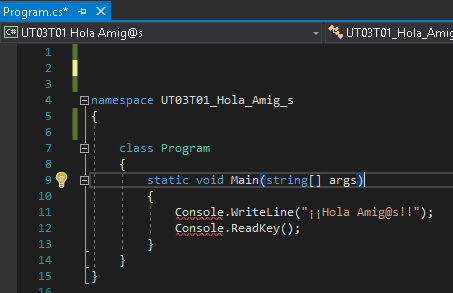 Program.cs*
C# UT03T01 Hola Amig@s UT03T01_Hola_Ami
1
2
3
4 namespace UT03T01_Hola_Amig_s
5 {
6
7 class Program
8 {
9 static void Main(string[] args)
10 {
11 Console.WriteLine("¡¡Hola Amig@s!!");
12 Console.ReadKey();
13 }
14 }
15 }